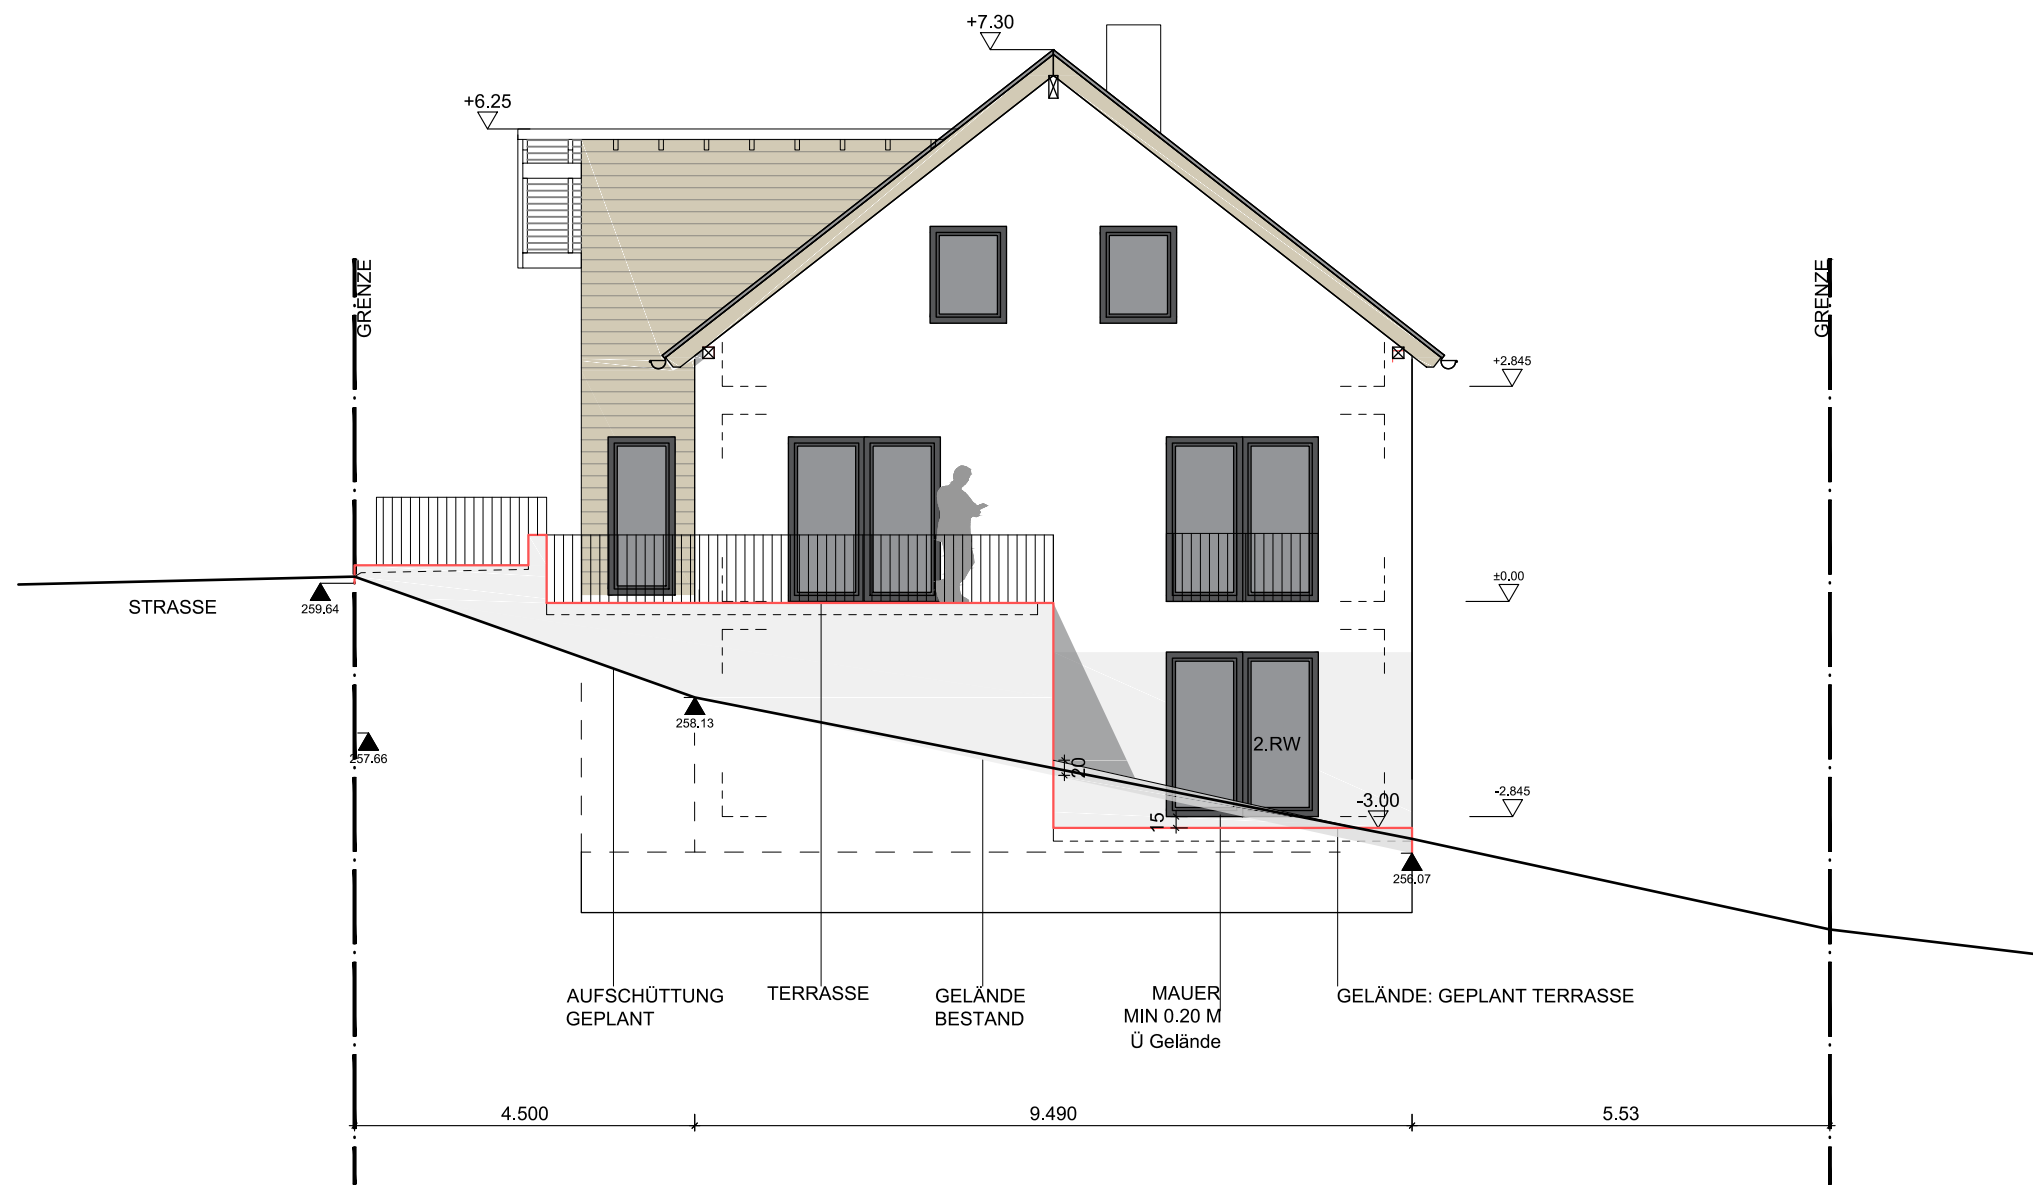 +7.30
+6.25
GRENZE
GRENZE
+2.845
±0.00
STRASSE
259.64
258.13
257.66
2.RW
20
-3.00
-2.845
15
256.07
AUFSCHÜTTUNG
GEPLANT
TERRASSE
GELÄNDE
BESTAND
MAUER
MIN 0.20 M
Ü Gelände
GELÄNDE: GEPLANT TERRASSE
4.500
9.490
5.53